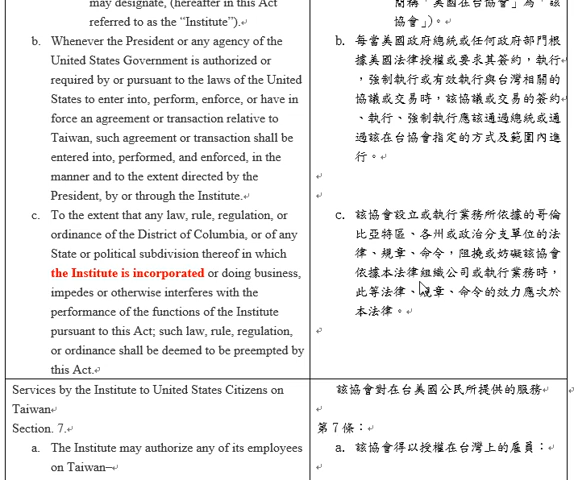 may designate, (hereafter in this Act
referred to as the “Institute”).
b. Whenever the President or any agency of the
United States Government is authorized or
required by or pursuant to the laws of the United
States to enter into, perform, enforce, or have in
force an agreement or transaction relative to
Taiwan, such agreement or transaction shall be
entered into, performed, and enforced, in the
manner and to the extent directed by the
President, by or through the Institute.
c. To the extent that any law, rule, regulation, or
ordinance of the District of Columbia, or of any
State or political subdivision thereof in which
the Institute is incorporated or doing business,
impedes or otherwise interferes with the
performance of the functions of the Institute
pursuant to this Act; such law, rule, regulation,
or ordinance shall be deemed to be preempted by
this Act.
簡稱「美國在台協會」為「該
協會」)。
b. 每當美國政府總統或任何政府部門根
據美國法律授權或要求其簽約,執行
,強制執行或有效執行與台灣相關的
協議或交易時,該協議或交易的簽約
、執行、強制執行應該通過總統或通
過該在台協會指定的方式及範圍內進
行。
c. 該協會設立或執行業務所依據的哥倫
比亞特區、各州或政治分支單位的法
律、規章、命令,阻撓或妨礙該協會
依據本法律組織公司或執行業務時,
此等法律、規章、命令的效力應次於
本法律。
Services by the Institute to United States Citizens on
Taiwan
Section. 7.
a. The Institute may authorize any of its employees
on Taiwan–
該協會對在台美國公民所提供的服務
第 7 條:
a. 該協會得以授權在台灣上的雇員: